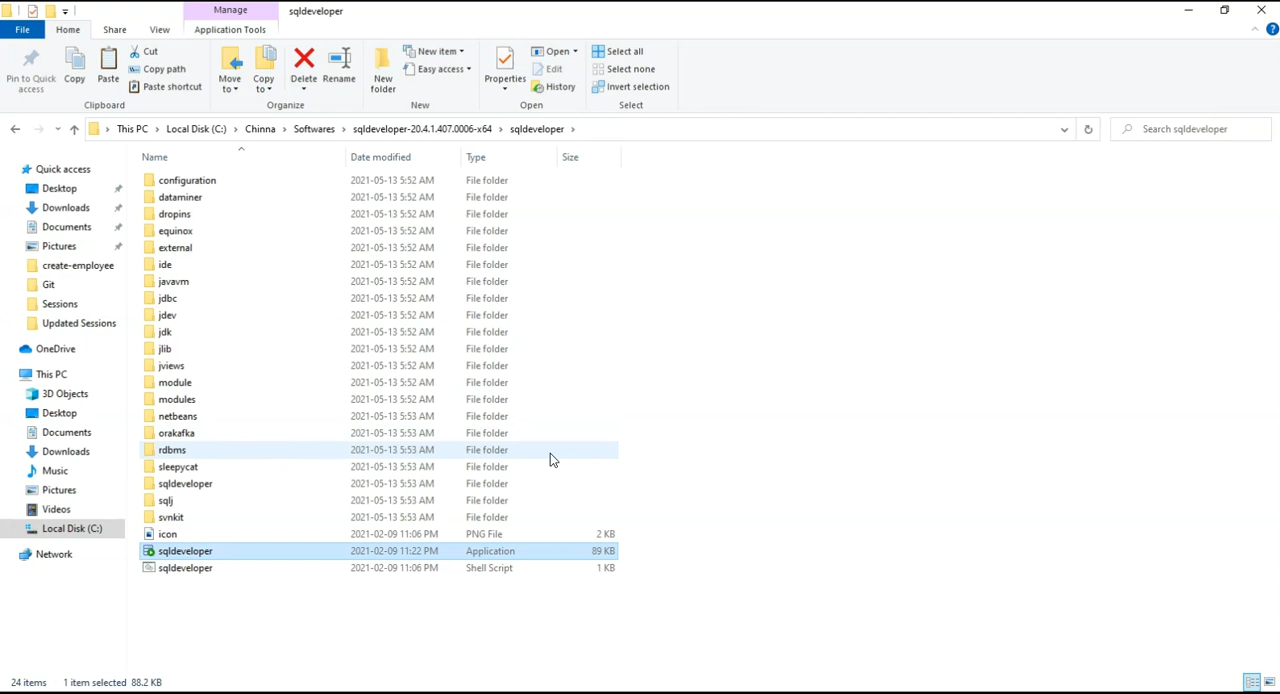 Manage
sqldeveloper
File
Home
Share
View
Application Tools
Pin to Quick access
Copy
Paste
Cut
Copy path
Paste shortcut
Clipboard
Move to
Copy to
Delete
Rename
Organize
New folder
New item
Easy access
New
Properties
Open
Edit
History
Open
Select all
Select none
Invert selection
Select
This PC > Local Disk (C:) > Chinna > Softwares > sqldeveloper-20.4.1.407.0006-x64 > sqldeveloper >
Search sqldeveloper
Quick access
Desktop
Downloads
Documents
Pictures
create-employee
Git
Sessions
Updated Sessions
OneDrive
This PC
3D Objects
Desktop
Documents
Downloads
Music
Pictures
Videos
Local Disk (C:)
Network
Name Date modified Type Size
configuration 2021-05-13 5:52 AM File folder
dataminer 2021-05-13 5:52 AM File folder
dropins 2021-05-13 5:52 AM File folder
equinox 2021-05-13 5:52 AM File folder
external 2021-05-13 5:52 AM File folder
ide 2021-05-13 5:52 AM File folder
javavm 2021-05-13 5:52 AM File folder
jdbc 2021-05-13 5:52 AM File folder
jdev 2021-05-13 5:52 AM File folder
jdk 2021-05-13 5:52 AM File folder
jlib 2021-05-13 5:52 AM File folder
jviews 2021-05-13 5:52 AM File folder
module 2021-05-13 5:52 AM File folder
modules 2021-05-13 5:52 AM File folder
netbeans 2021-05-13 5:53 AM File folder
orakafka 2021-05-13 5:53 AM File folder
rdbms 2021-05-13 5:53 AM File folder
sleepycat 2021-05-13 5:53 AM File folder
sqldeveloper 2021-05-13 5:53 AM File folder
sqlj 2021-05-13 5:53 AM File folder
svnkit 2021-05-13 5:53 AM File folder
icon 2021-02-09 11:06 PM PNG File 2 KB
sqldeveloper 2021-02-09 11:22 PM Application 89 KB
sqldeveloper 2021-02-09 11:06 PM Shell Script 1 KB
24 items 1 item selected 88.2 KB